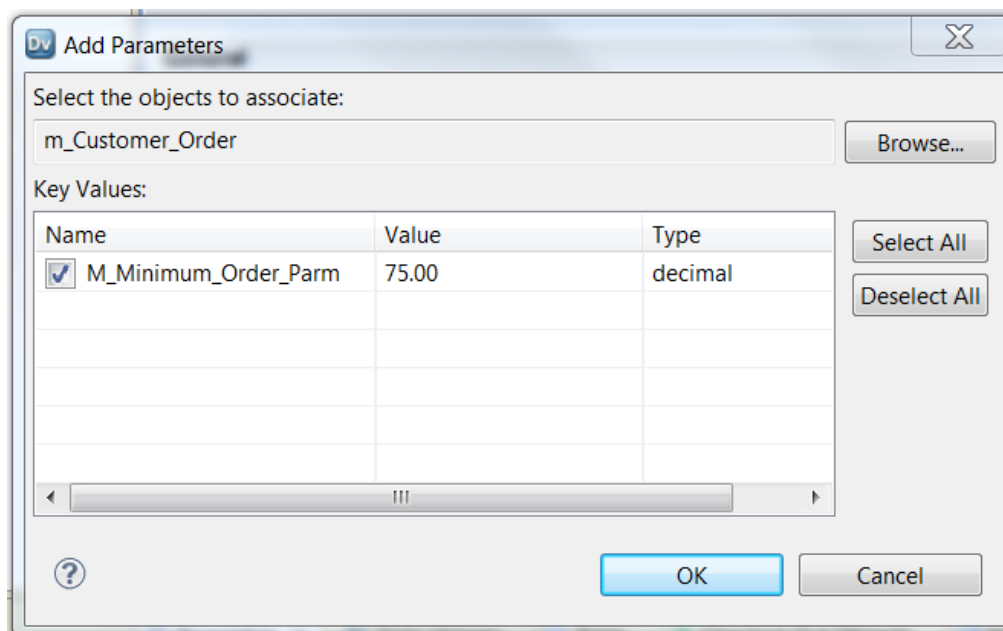 Dv Add Parameters
General
Select the objects to associate:
m_Customer_Order
Browse...
Key Values:
Name Value Type
Select All
M_Minimum_Order_Parm 75.00 decimal
Deselect All
?
OK Cancel